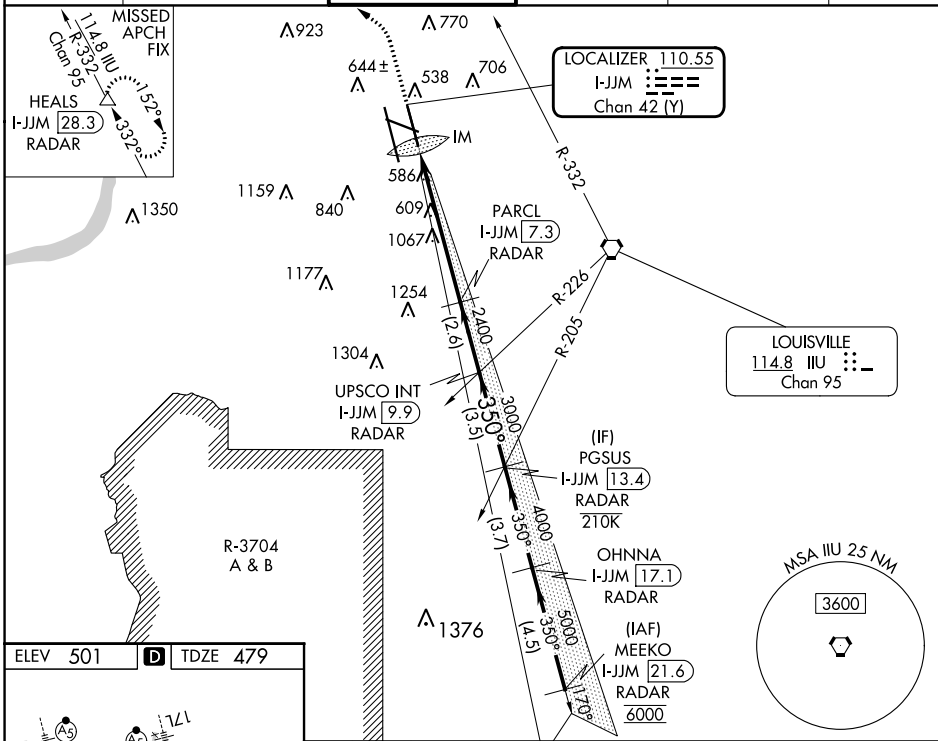 MISSED
APCH
FIX
114.8 IIU
R-332
Chan 95
HEALS
I-JJM 28.3
RADAR
152°
332°
923
770
644±
538
706
LOCALIZER 110.55
I-JJM
Chan 42 (Y)
IM
R-332
586
1159
840
609
1350
1067
PARCL
I-JJM 7.3
RADAR
1177
1254
R-226
R-205
2400
(2.6)
LOUISVILLE
114.8 IIU
Chan 95
1304
UPSCO INT
I-JJM 9.9
RADAR
350°
3000
(3.5)
(IF)
PGSUS
I-JJM 13.4
RADAR
210K
R-3704
A & B
(3.7)
350°
4000
OHNNA
I-JJM 17.1
RADAR
MSA IIU 25 NM
3600
1376
(4.5)
350°
5000
(IAF)
MEEKO
I-JJM 21.6
RADAR
6000
170°
ELEV 501 D TDZE 479
A5
17L